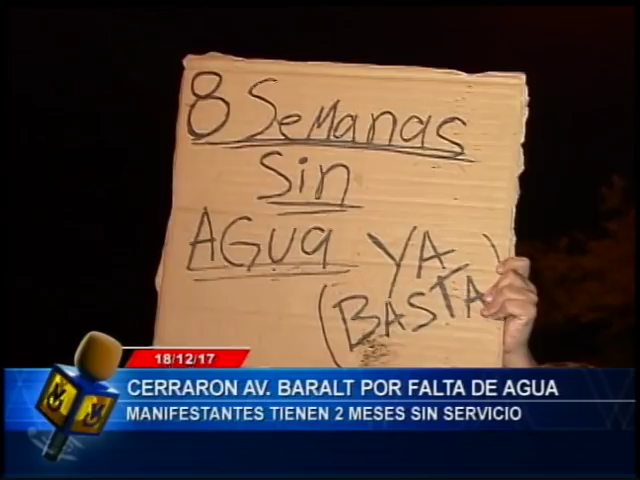 8 Semanas
Sin
AGUA YA
(BASTA)
18/12/17
CERRARON AV. BARALT POR FALTA DE AGUA
MANIFESTANTES TIENEN 2 MESES SIN SERVICIO